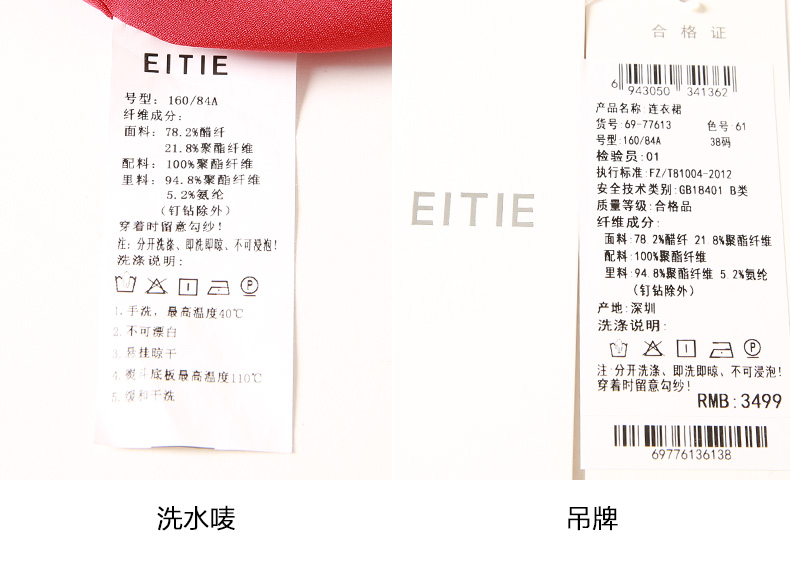 EITIE
号型: 160/84A
纤维成分:
面料: 78.2%醋纤
21.8%聚酯纤维
配料: 100%聚酯纤维
里料: 94.8%聚酯纤维
5.2%氨纶
(钉钻除外)
穿着时留意勾纱!
注: 分开洗涤、即洗即晾、不可浸泡!
洗涤说明:
1.手洗，最高温度40℃
2.不可漂白
3.悬挂晾干
4.熨斗底板最高温度110℃
5.缓和干洗
EITIE
合格证
6 943050 341362
产品名称:连衣裙
货号:69-77613 色号:61
号型:160/84A 38码
检验员:01
执行标准:FZ/T81004-2012
安全技术类别:GB18401 B类
质量等级:合格品
纤维成分:
面料:78.2%醋纤 21.8%聚酯纤维
配料:100%聚酯纤维
里料:94.8%聚酯纤维 5.2%氨纶
(钉钻除外)
产地:深圳
洗涤说明:
注:分开洗涤、即洗即晾、不可浸泡!
穿着时留意勾纱!
RMB:3499
69776136138
洗水唛
吊牌